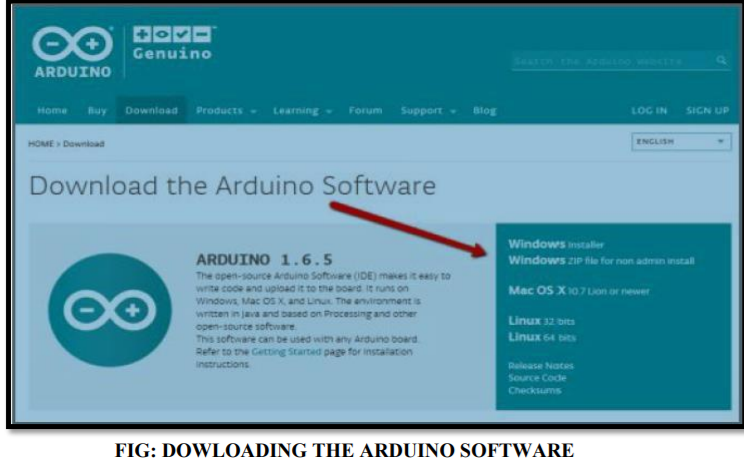 ARDUINO
Genuino
Search the Arduino Website
Home Buy Download Products Learning Forum Support Blog LOG IN SIGN UP
HOME > Download
ENGLISH
Download the Arduino Software
ARDUINO 1.6.5
The open-source Arduino Software (IDE) makes it easy to
write code and upload it to the board. It runs on
Windows, Mac OS X, and Linux. The environment is
written in Java and based on Processing and other
open-source software.
This software can be used with any Arduino board.
Refer to the Getting Started page for Installation
instructions.
Windows Installer
Windows ZIP file for non admin install
Mac OS X 10.7 Lion or newer
Linux 32 bits
Linux 64 bits
Release Notes
Source Code
Checksums
FIG: DOWLOADING THE ARDUINO SOFTWARE